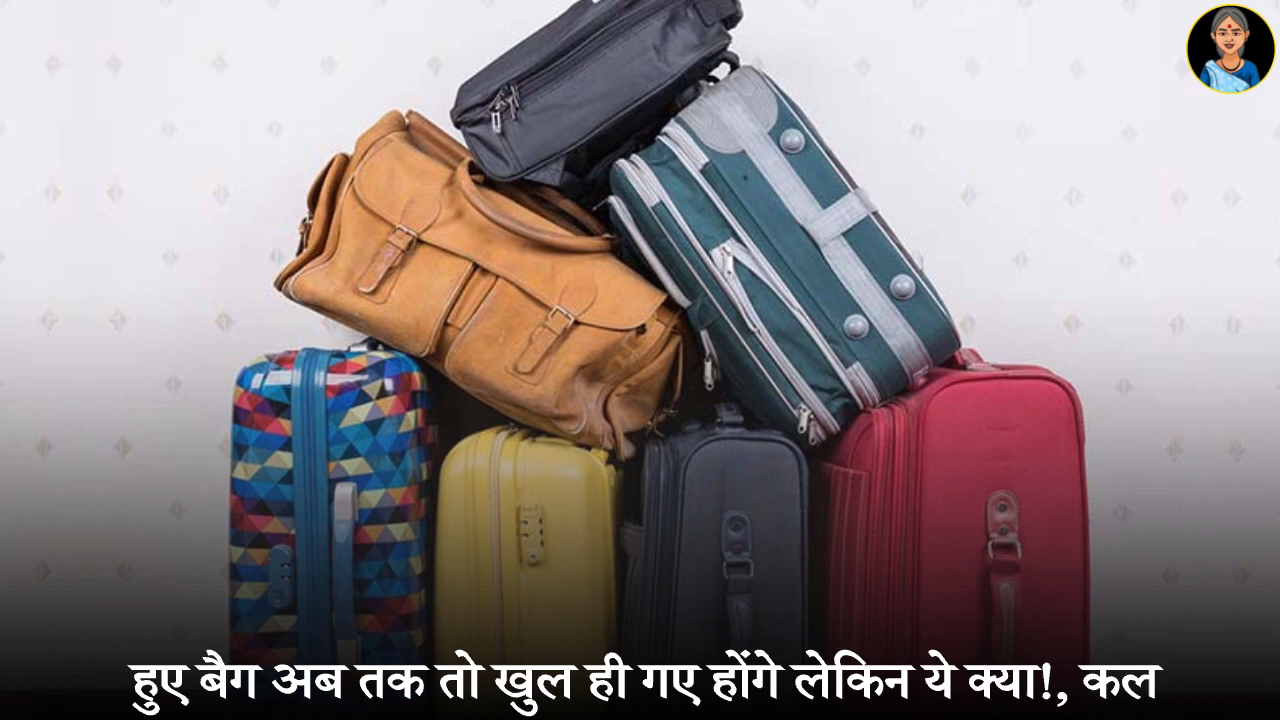 हुए बैग अब तक तो खुल ही गए होंगे लेकिन ये क्या!, कल